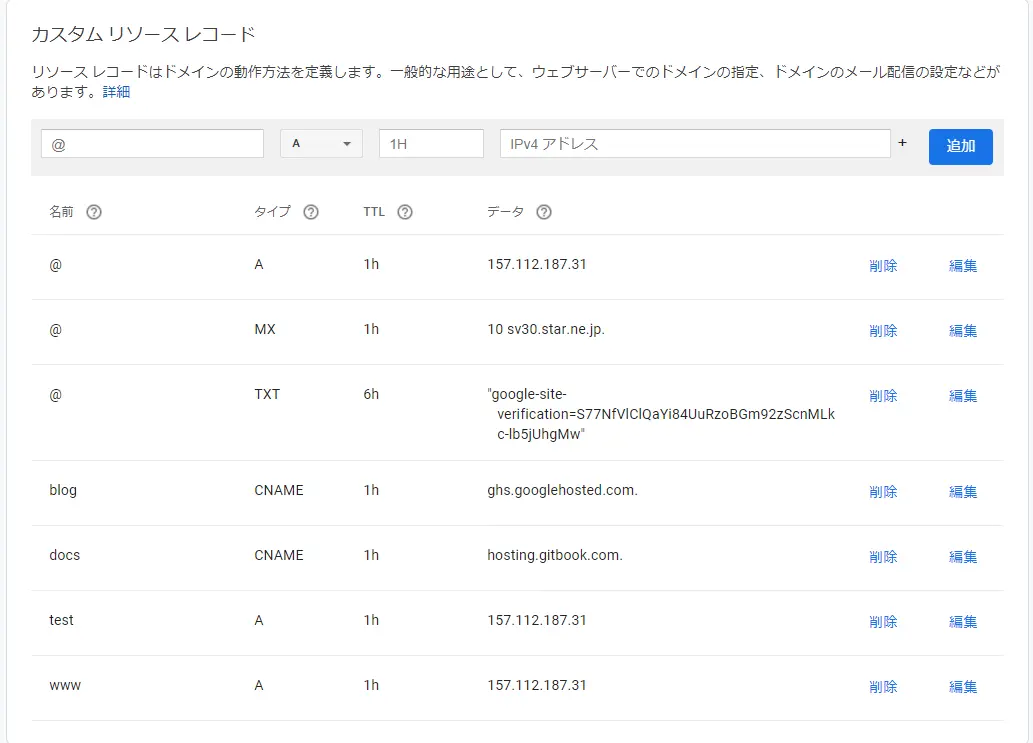 カスタム リソース レコード
リソース レコードはドメインの動作方法を定義します。一般的な用途として、ウェブサーバーでのドメインの指定、ドメインのメール配信の設定などが
あります。詳細
@ A 1H IPv4 アドレス + 追加
名前 ? タイプ ? TTL ? データ ?
@ A 1h 157.112.187.31 削除 編集
@ MX 1h 10 sv30.star.ne.jp. 削除 編集
@ TXT 6h "google-site- 削除 編集
verification=S77NfVlClQaYi84UuRzoBGm92zScnMLk
c-lb5jUhgMw"
blog CNAME 1h ghs.googlehosted.com. 削除 編集
docs CNAME 1h hosting.gitbook.com. 削除 編集
test A 1h 157.112.187.31 削除 編集
www A 1h 157.112.187.31 削除 編集